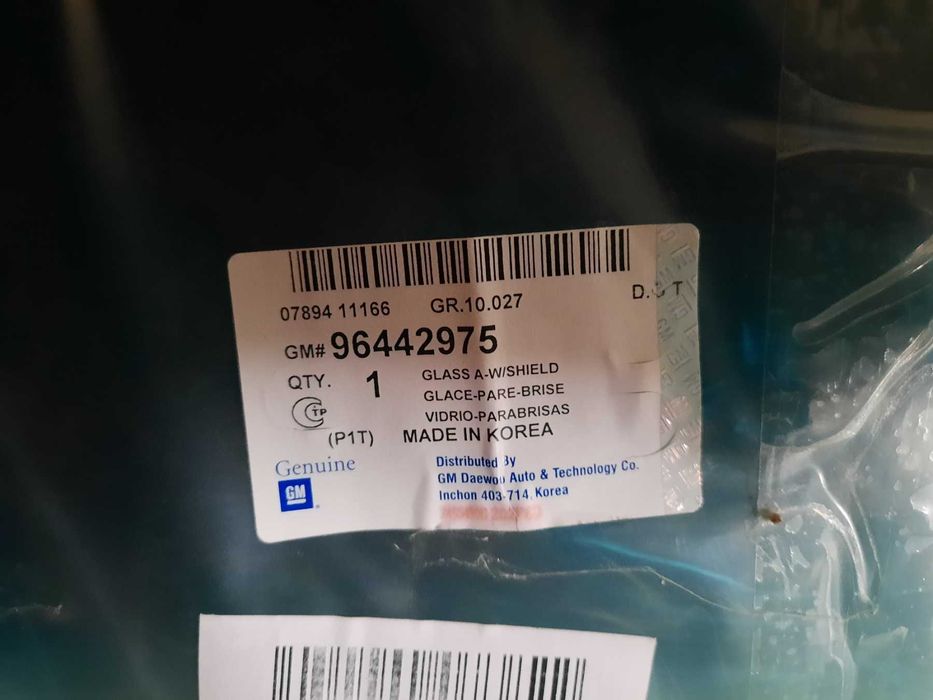 07894 11166 GR.10.027 D.O T
GM# 96442975
QTY. 1 GLASS A-W/SHIELD
GLACE-PARE-BRISE
VIDRIO-PARABRISAS
TP
(P1T) MADE IN KOREA
Genuine
GM
Distributed By
GM Daewoo Auto & Technology Co.
Inchon 403-714, Korea